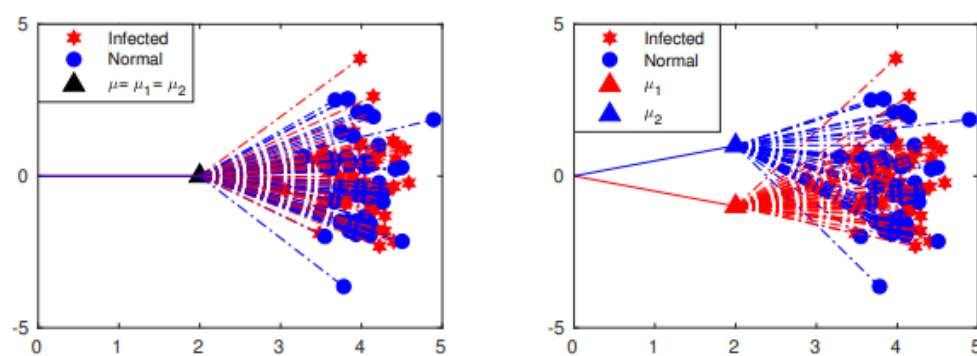 5
Infected
Normal
μ= μ1= μ2
0
-5
0 1 2 3 4 5
5
Infected
Normal
μ1
μ2
0
-5
0 1 2 3 4 5